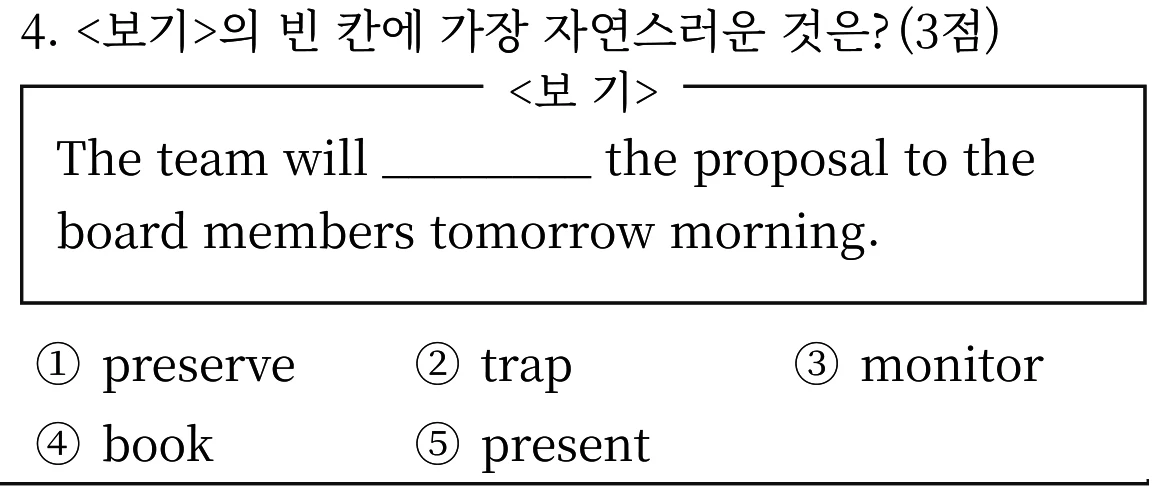 4. <보기>의 빈 칸에 가장 자연스러운 것은?(3점)
<보 기>
The team will ________ the proposal to the
board members tomorrow morning.
① preserve ② trap ③ monitor
④ book ⑤ present